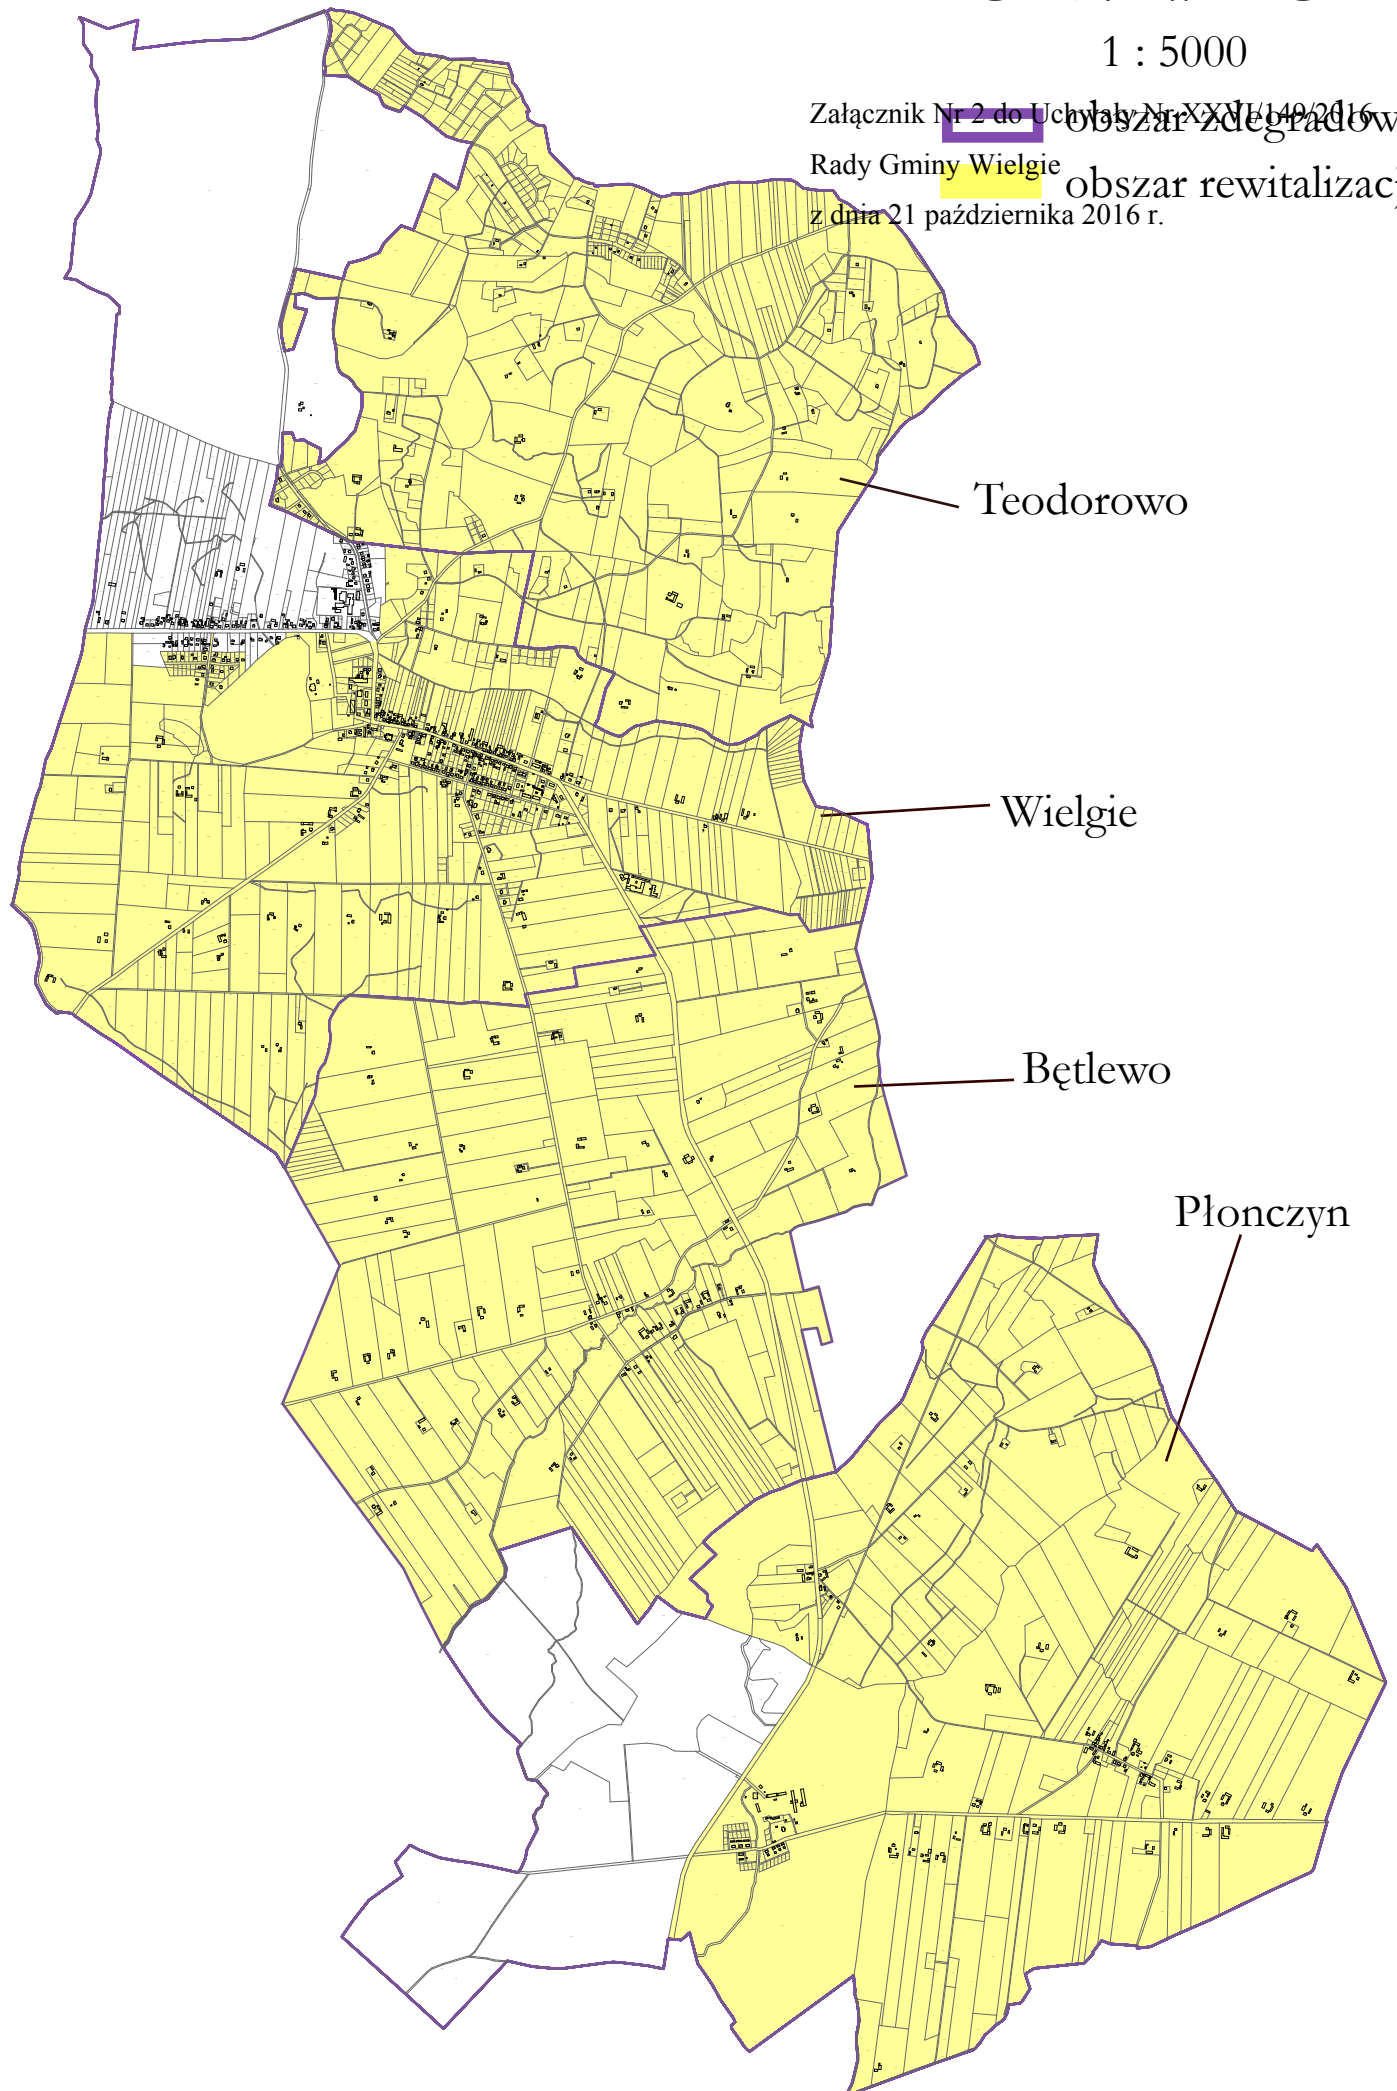 1 : 5000
Załącznik Nr 2 do Uchwały Nr XXVI/149/2016
obszar zdegradow
Rady Gminy Wielgie
obszar rewitalizac
z dnia 21 października 2016 r.
Teodorowo
Wielgie
Bętlewo
Płonczyn